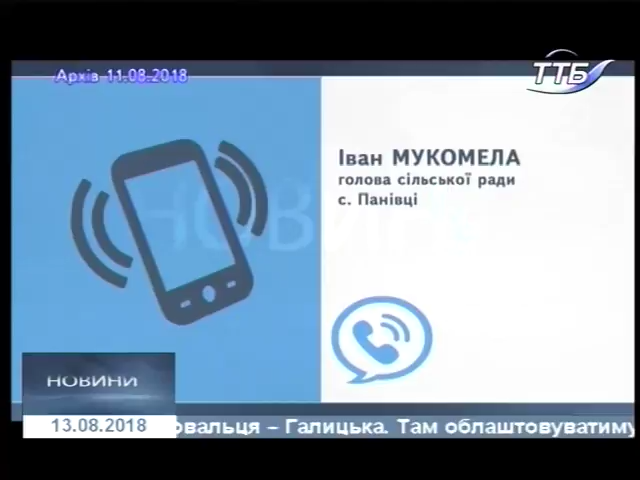 Архів 11.08.2018
ТТБ
Іван МУКОМЕЛА
голова сільської ради
с. Панівці
НОВИНИ
НОВИНИ
13.08.2018
овальця – Галицька. Там облаштовуватиму